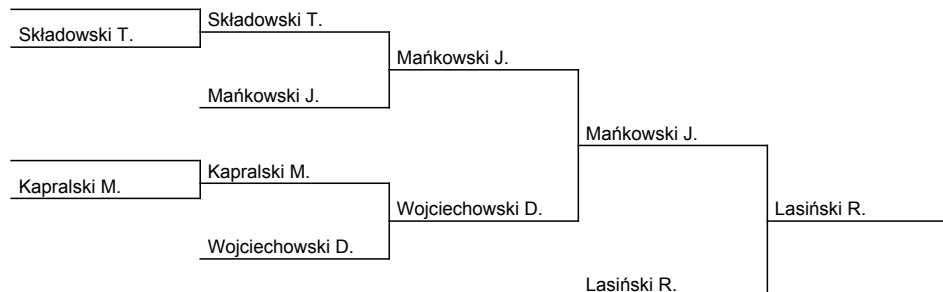 Składowski T.
Składowski T.
Mańkowski J.
Mańkowski J.
Mańkowski J.
Kapralski M.
Kapralski M.
Wojciechowski D.
Lasiński R.
Wojciechowski D.
Lasiński R.